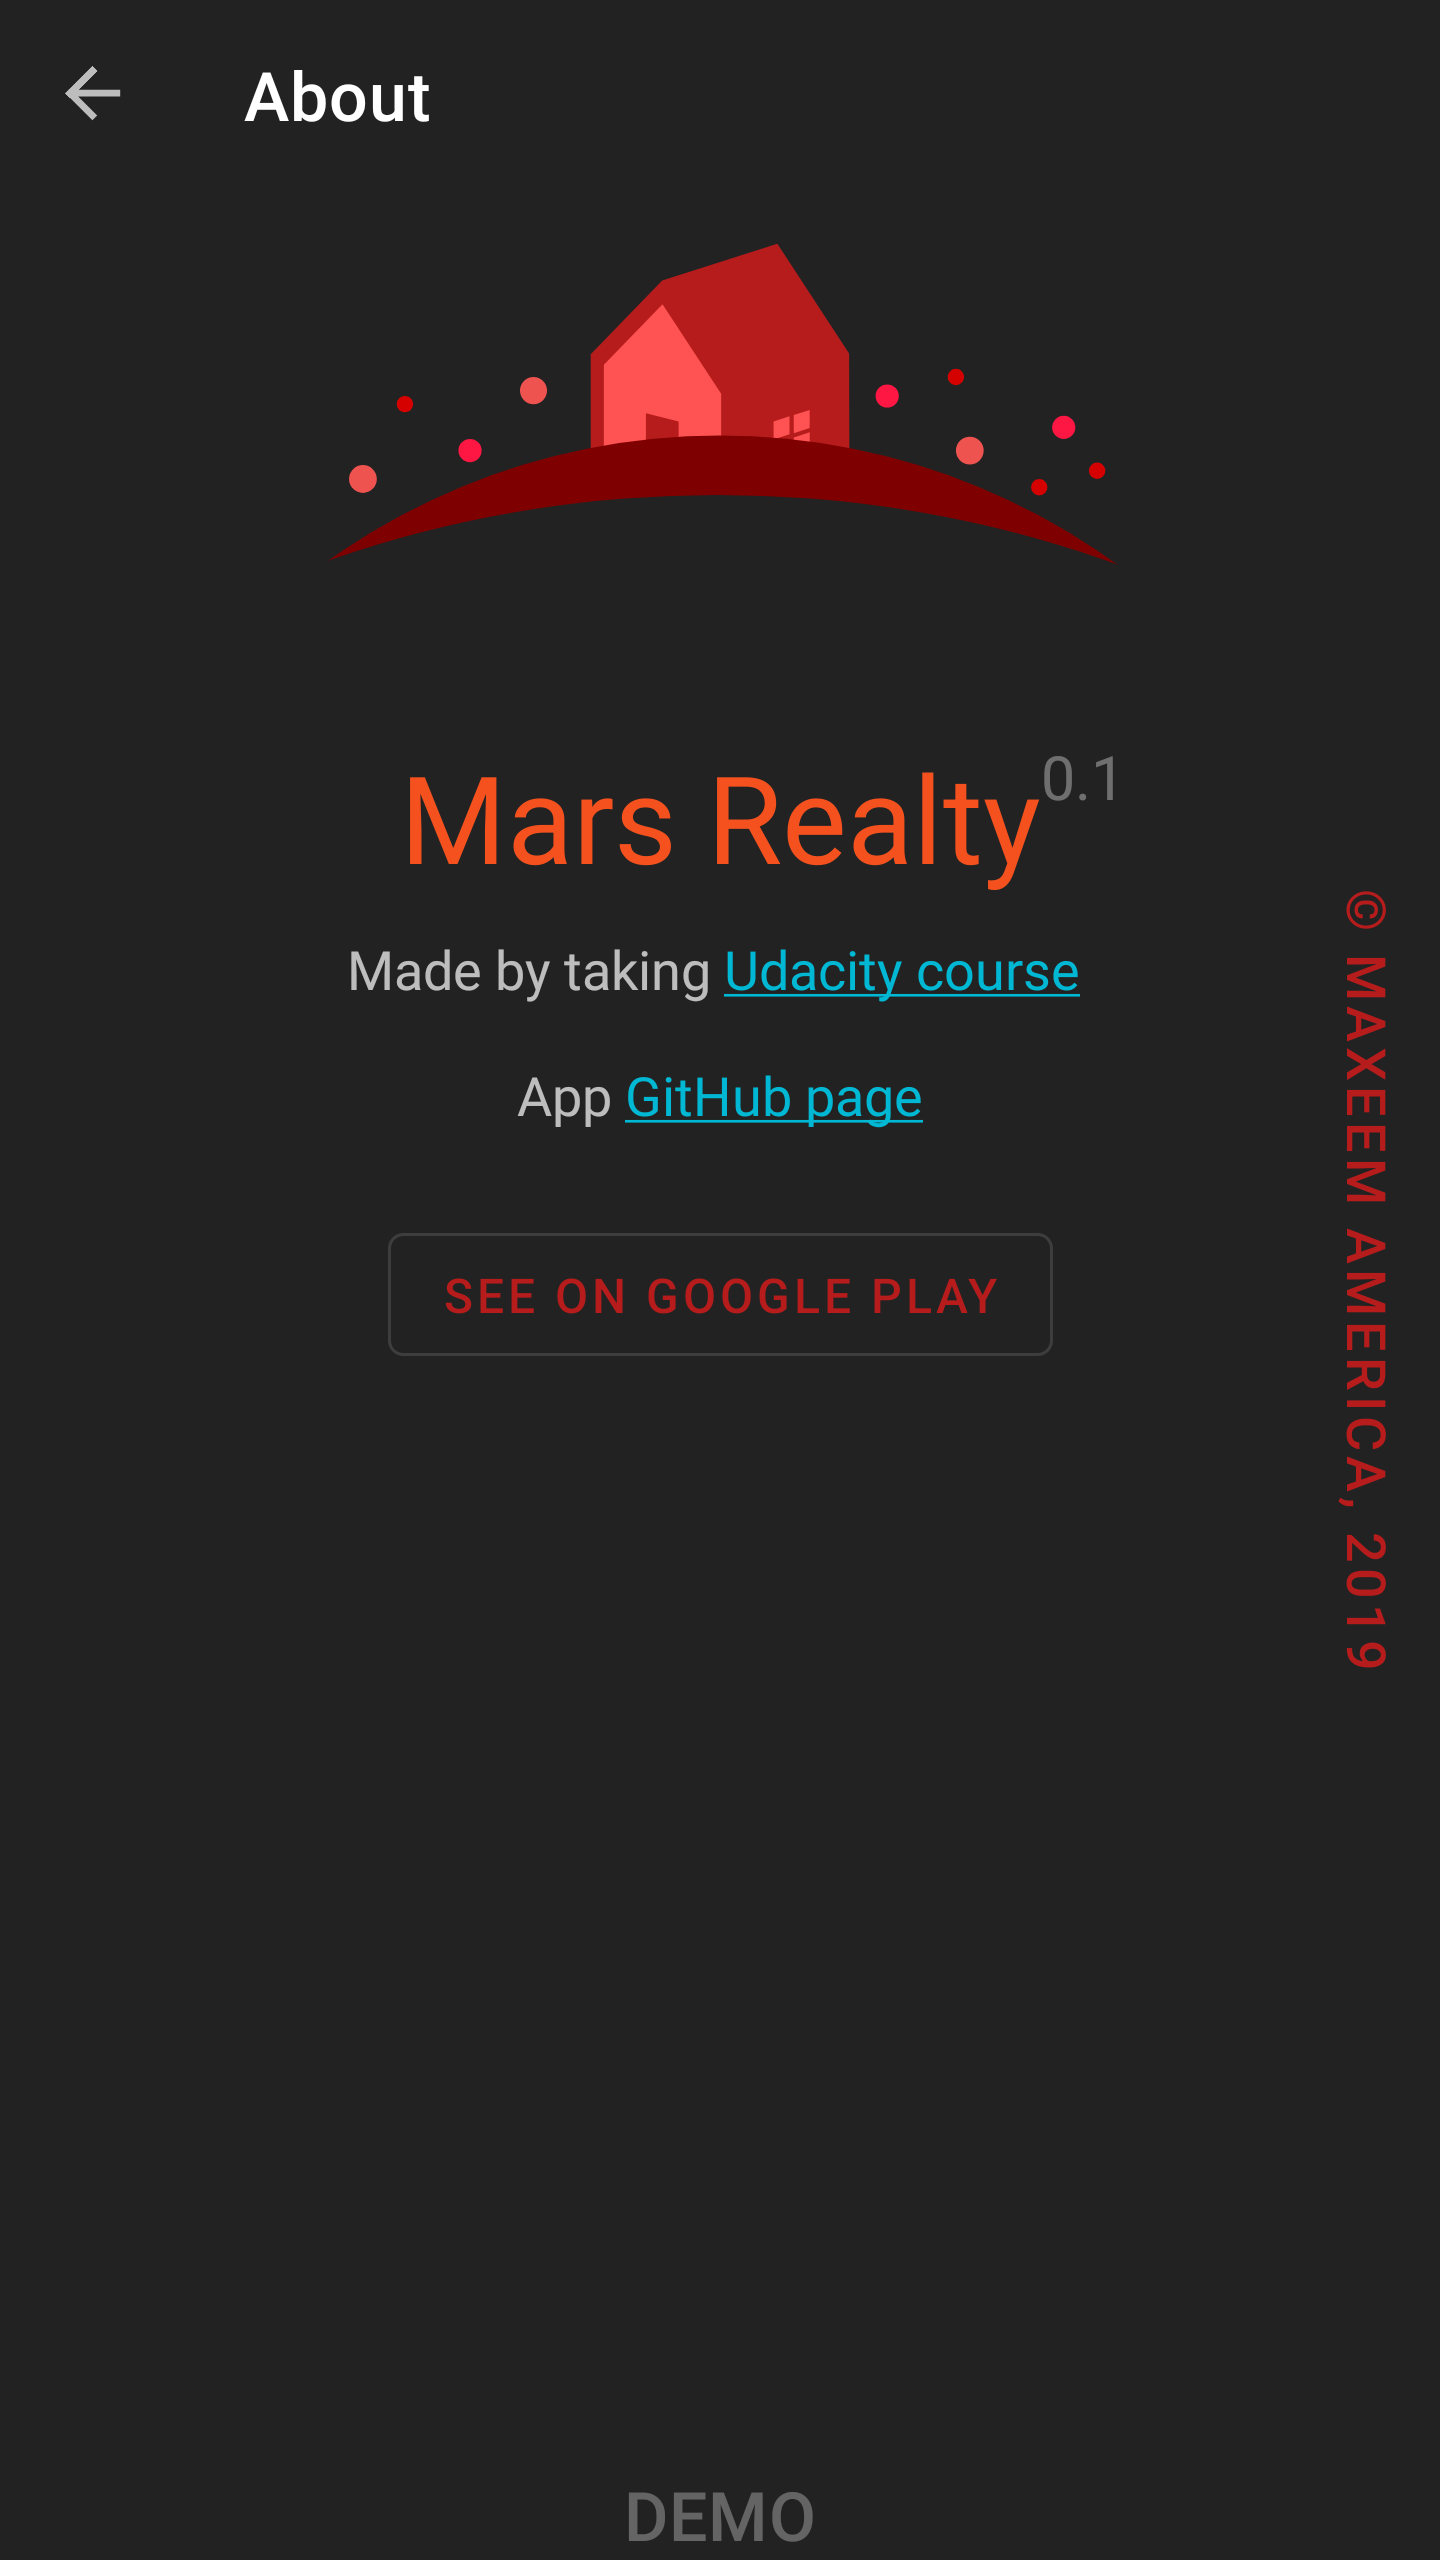 About
Mars Realty 0.1
Made by taking Udacity course
App GitHub page
SEE ON GOOGLE PLAY
© MAXEEM AMERICA, 2019
DEMO